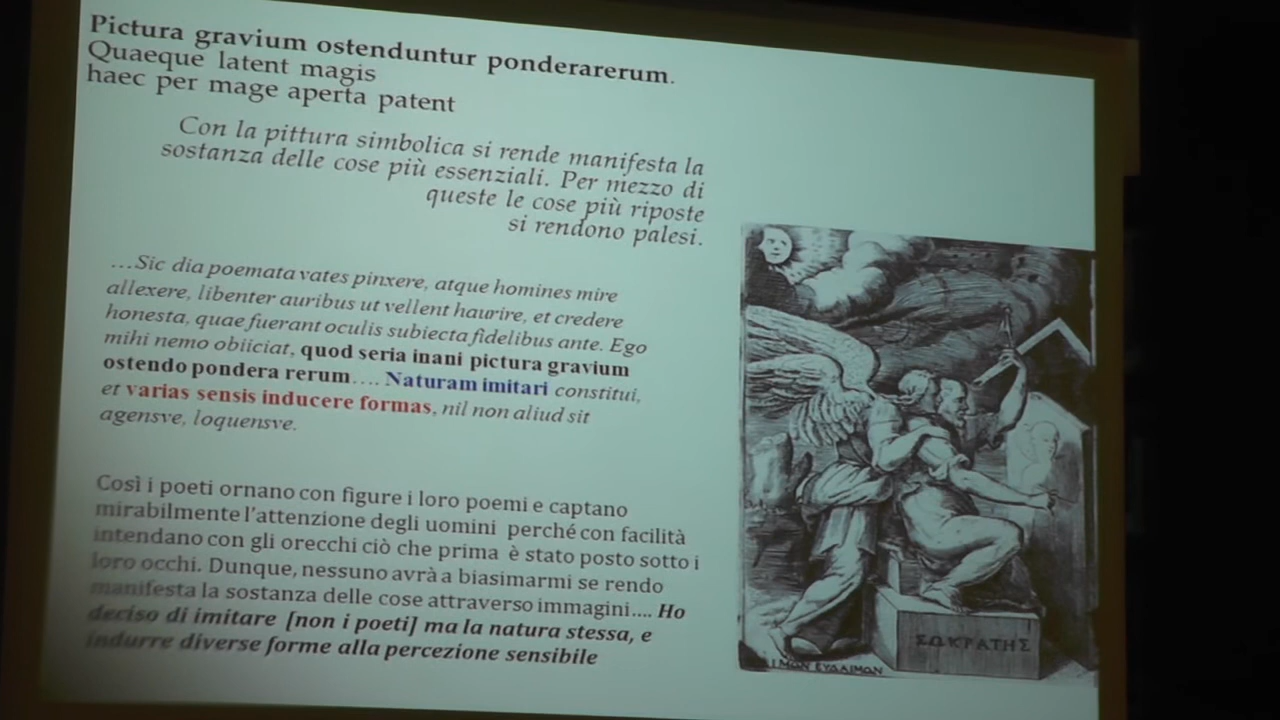 Pictura gravium ostenduntur ponderarerum.
Quaeque latent magis
haec per mage aperta patent
Con la pittura simbolica si rende manifesta la
sostanza delle cose più essenziali. Per mezzo di
queste le cose più riposte
si rendono palesi.
…Sic dia poemata vates pinxere, atque homines mire
allexere, libenter auribus ut vellent haurire, et credere
honesta, quae fuerant oculis subiecta fidelibus ante. Ego
mihi nemo obiiciat, quod seria inani pictura gravium
ostendo pondera rerum…. Naturam imitari constitui,
et varias sensis inducere formas, nil non aliud sit
agensve, loquensve.
Così i poeti ornano con figure i loro poemi e captano
mirabilmente l'attenzione degli uomini perché con facilità
intendano con gli orecchi ciò che prima è stato posto sotto i
loro occhi. Dunque, nessuno avrà a biasimarmi se rendo
manifesta la sostanza delle cose attraverso immagini…. Ho
deciso di imitare [non i poeti] ma la natura stessa, e
indurre diverse forme alla percezione sensibile
ΣΩΚΡΑΤΗΣ
ΙΜΩΝ ΕΥΔΑΙΜΩΝ